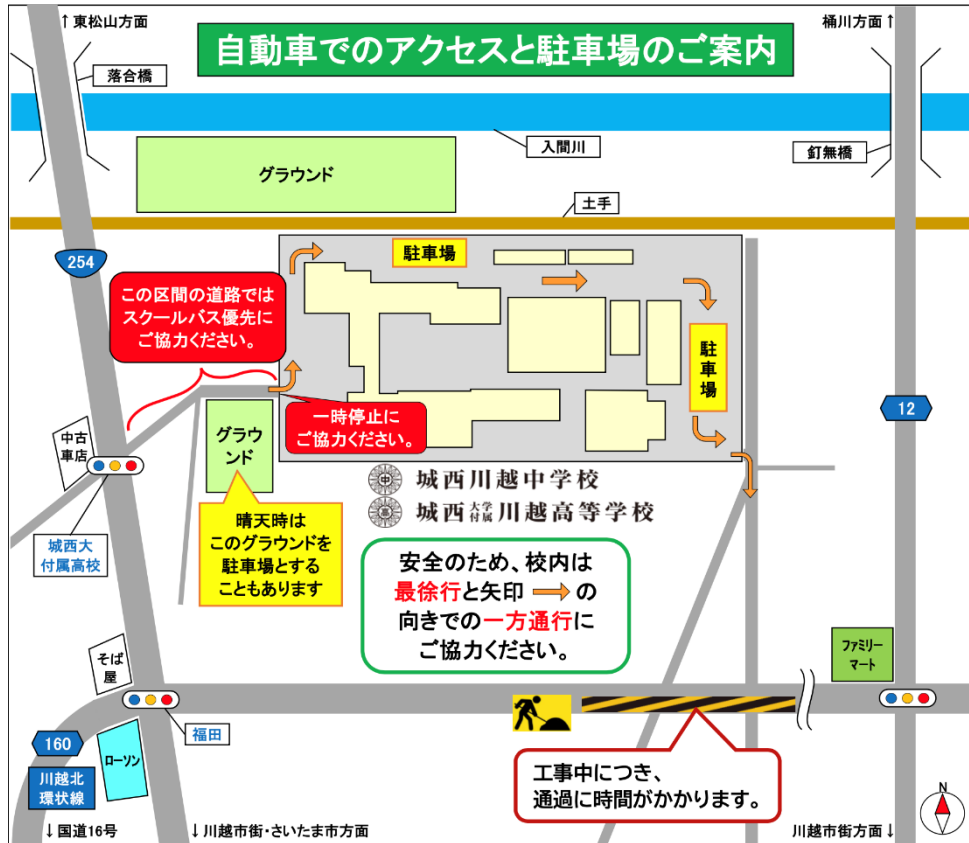 ↑東松山方面
桶川方面↑
自動車でのアクセスと駐車場のご案内
落合橋
入間川
釘無橋
グラウンド
土手
254
駐車場
この区間の道路では
スクールバス優先に
ご協力ください。
駐車場
12
一時停止に
ご協力ください。
中古
車店
グラウ
ンド
中
城西川越中学校
高
城西大学付属川越高等学校
城西大
付属高校
晴天時は
このグラウンドを
駐車場とする
こともあります
安全のため、校内は
最徐行と矢印 → の
向きでの一方通行に
ご協力ください。
そば
屋
ファミリー
マート
福田
160
ローソン
川越北
環状線
工事中につき、
通過に時間がかかります。
N
↓国道16号
↓川越市街・さいたま市方面
川越市街方面↓